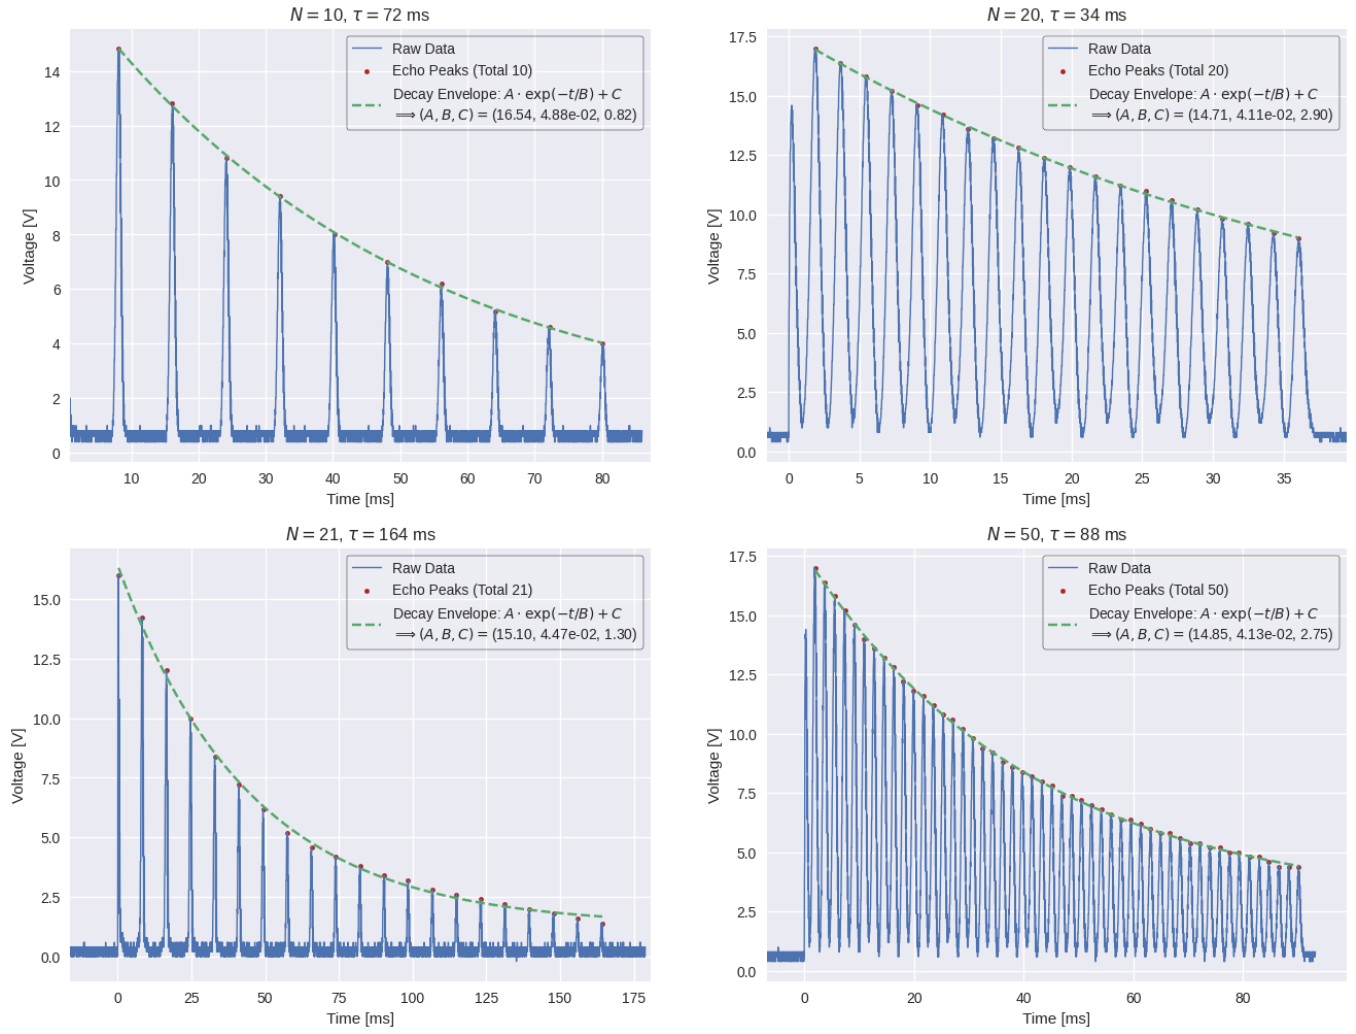 N = 10, τ = 72 ms
Voltage [V]
14
12
10
8
6
4
2
0
Raw Data
Echo Peaks (Total 10)
Decay Envelope: A · exp(−t/B) + C
⟹ (A, B, C) = (16.54, 4.88e-02, 0.82)
10 20 30 40 50 60 70 80
Time [ms]
N = 20, τ = 34 ms
Voltage [V]
17.5
15.0
12.5
10.0
7.5
5.0
2.5
0.0
Raw Data
Echo Peaks (Total 20)
Decay Envelope: A · exp(−t/B) + C
⟹ (A, B, C) = (14.71, 4.11e-02, 2.90)
0 5 10 15 20 25 30 35
Time [ms]
N = 21, τ = 164 ms
Voltage [V]
15.0
12.5
10.0
7.5
5.0
2.5
0.0
Raw Data
Echo Peaks (Total 21)
Decay Envelope: A · exp(−t/B) + C
⟹ (A, B, C) = (15.10, 4.47e-02, 1.30)
0 25 50 75 100 125 150 175
Time [ms]
N = 50, τ = 88 ms
Voltage [V]
17.5
15.0
12.5
10.0
7.5
5.0
2.5
0.0
Raw Data
Echo Peaks (Total 50)
Decay Envelope: A · exp(−t/B) + C
⟹ (A, B, C) = (14.85, 4.13e-02, 2.75)
0 20 40 60 80
Time [ms]